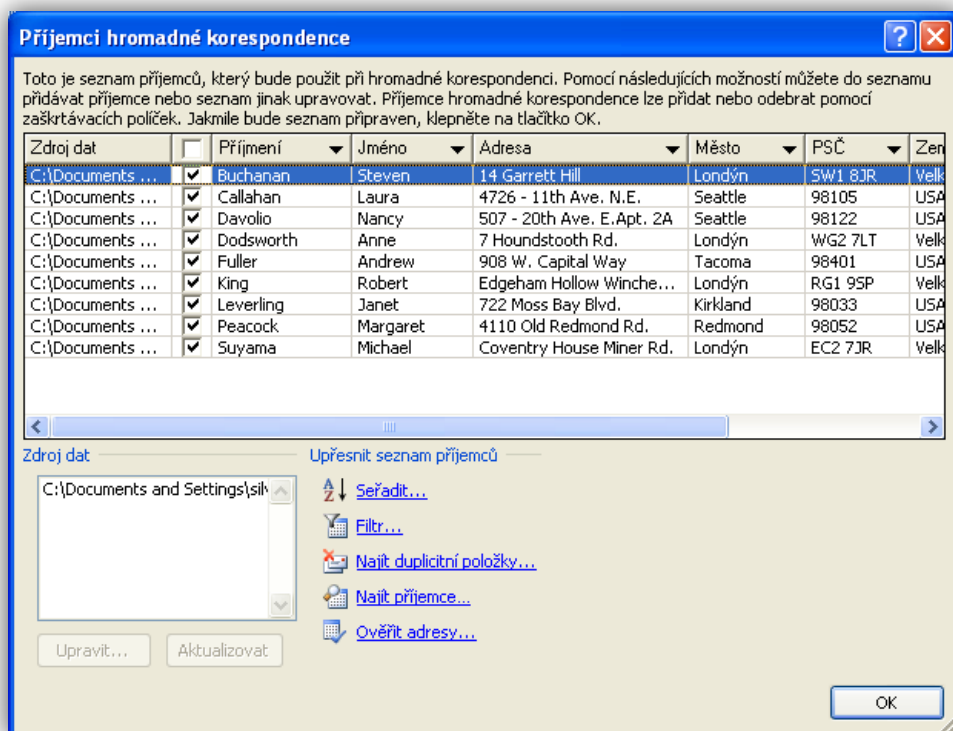 Příjemci hromadné korespondence
Toto je seznam příjemců, který bude použit při hromadné korespondenci. Pomocí následujících možností můžete do seznamu
přidávat příjemce nebo seznam jinak upravovat. Příjemce hromadné korespondence lze přidat nebo odebrat pomocí
zaškrtávacích políček. Jakmile bude seznam připraven, klepněte na tlačítko OK.
Zdroj dat Příjmení Jméno Adresa Město PSČ Zen
C:\Documents ... Buchanan Steven 14 Garrett Hill Londýn SW1 8JR Velk
C:\Documents ... Callahan Laura 4726 - 11th Ave. N.E. Seattle 98105 USA
C:\Documents ... Davolio Nancy 507 - 20th Ave. E.Apt. 2A Seattle 98122 USA
C:\Documents ... Dodsworth Anne 7 Houndstooth Rd. Londýn WG2 7LT Velk
C:\Documents ... Fuller Andrew 908 W. Capital Way Tacoma 98401 USA
C:\Documents ... King Robert Edgeham Hollow Winche... Londýn RG1 9SP Velk
C:\Documents ... Leverling Janet 722 Moss Bay Blvd. Kirkland 98033 USA
C:\Documents ... Peacock Margaret 4110 Old Redmond Rd. Redmond 98052 USA
C:\Documents ... Suyama Michael Coventry House Miner Rd. Londýn EC2 7JR Velk
Zdroj dat Upřesnit seznam příjemců
C:\Documents and Settings\silv
Seřadit...
Filtr...
Najít duplicitní položky...
Najít příjemce...
Ověřit adresy...
Upravit... Aktualizovat
OK